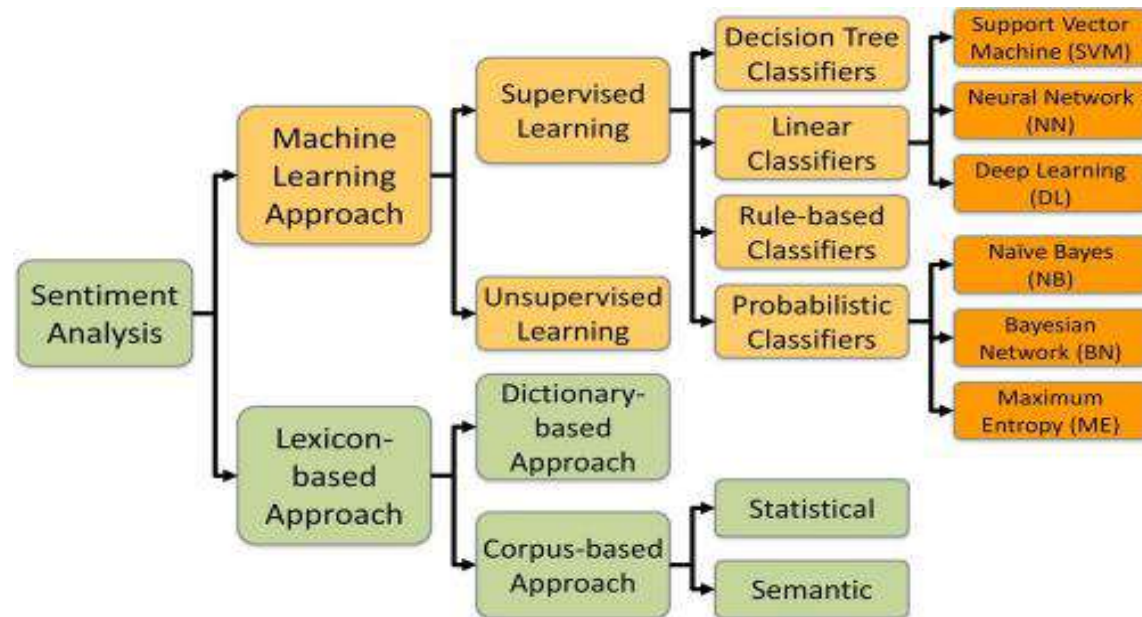 Sentiment
Analysis
Machine
Learning
Approach
Lexicon-
based
Approach
Supervised
Learning
Unsupervised
Learning
Dictionary-
based
Approach
Corpus-based
Approach
Decision Tree
Classifiers
Linear
Classifiers
Rule-based
Classifiers
Probabilistic
Classifiers
Statistical
Semantic
Support Vector
Machine (SVM)
Neural Network
(NN)
Deep Learning
(DL)
Naïve Bayes
(NB)
Bayesian
Network (BN)
Maximum
Entropy (ME)